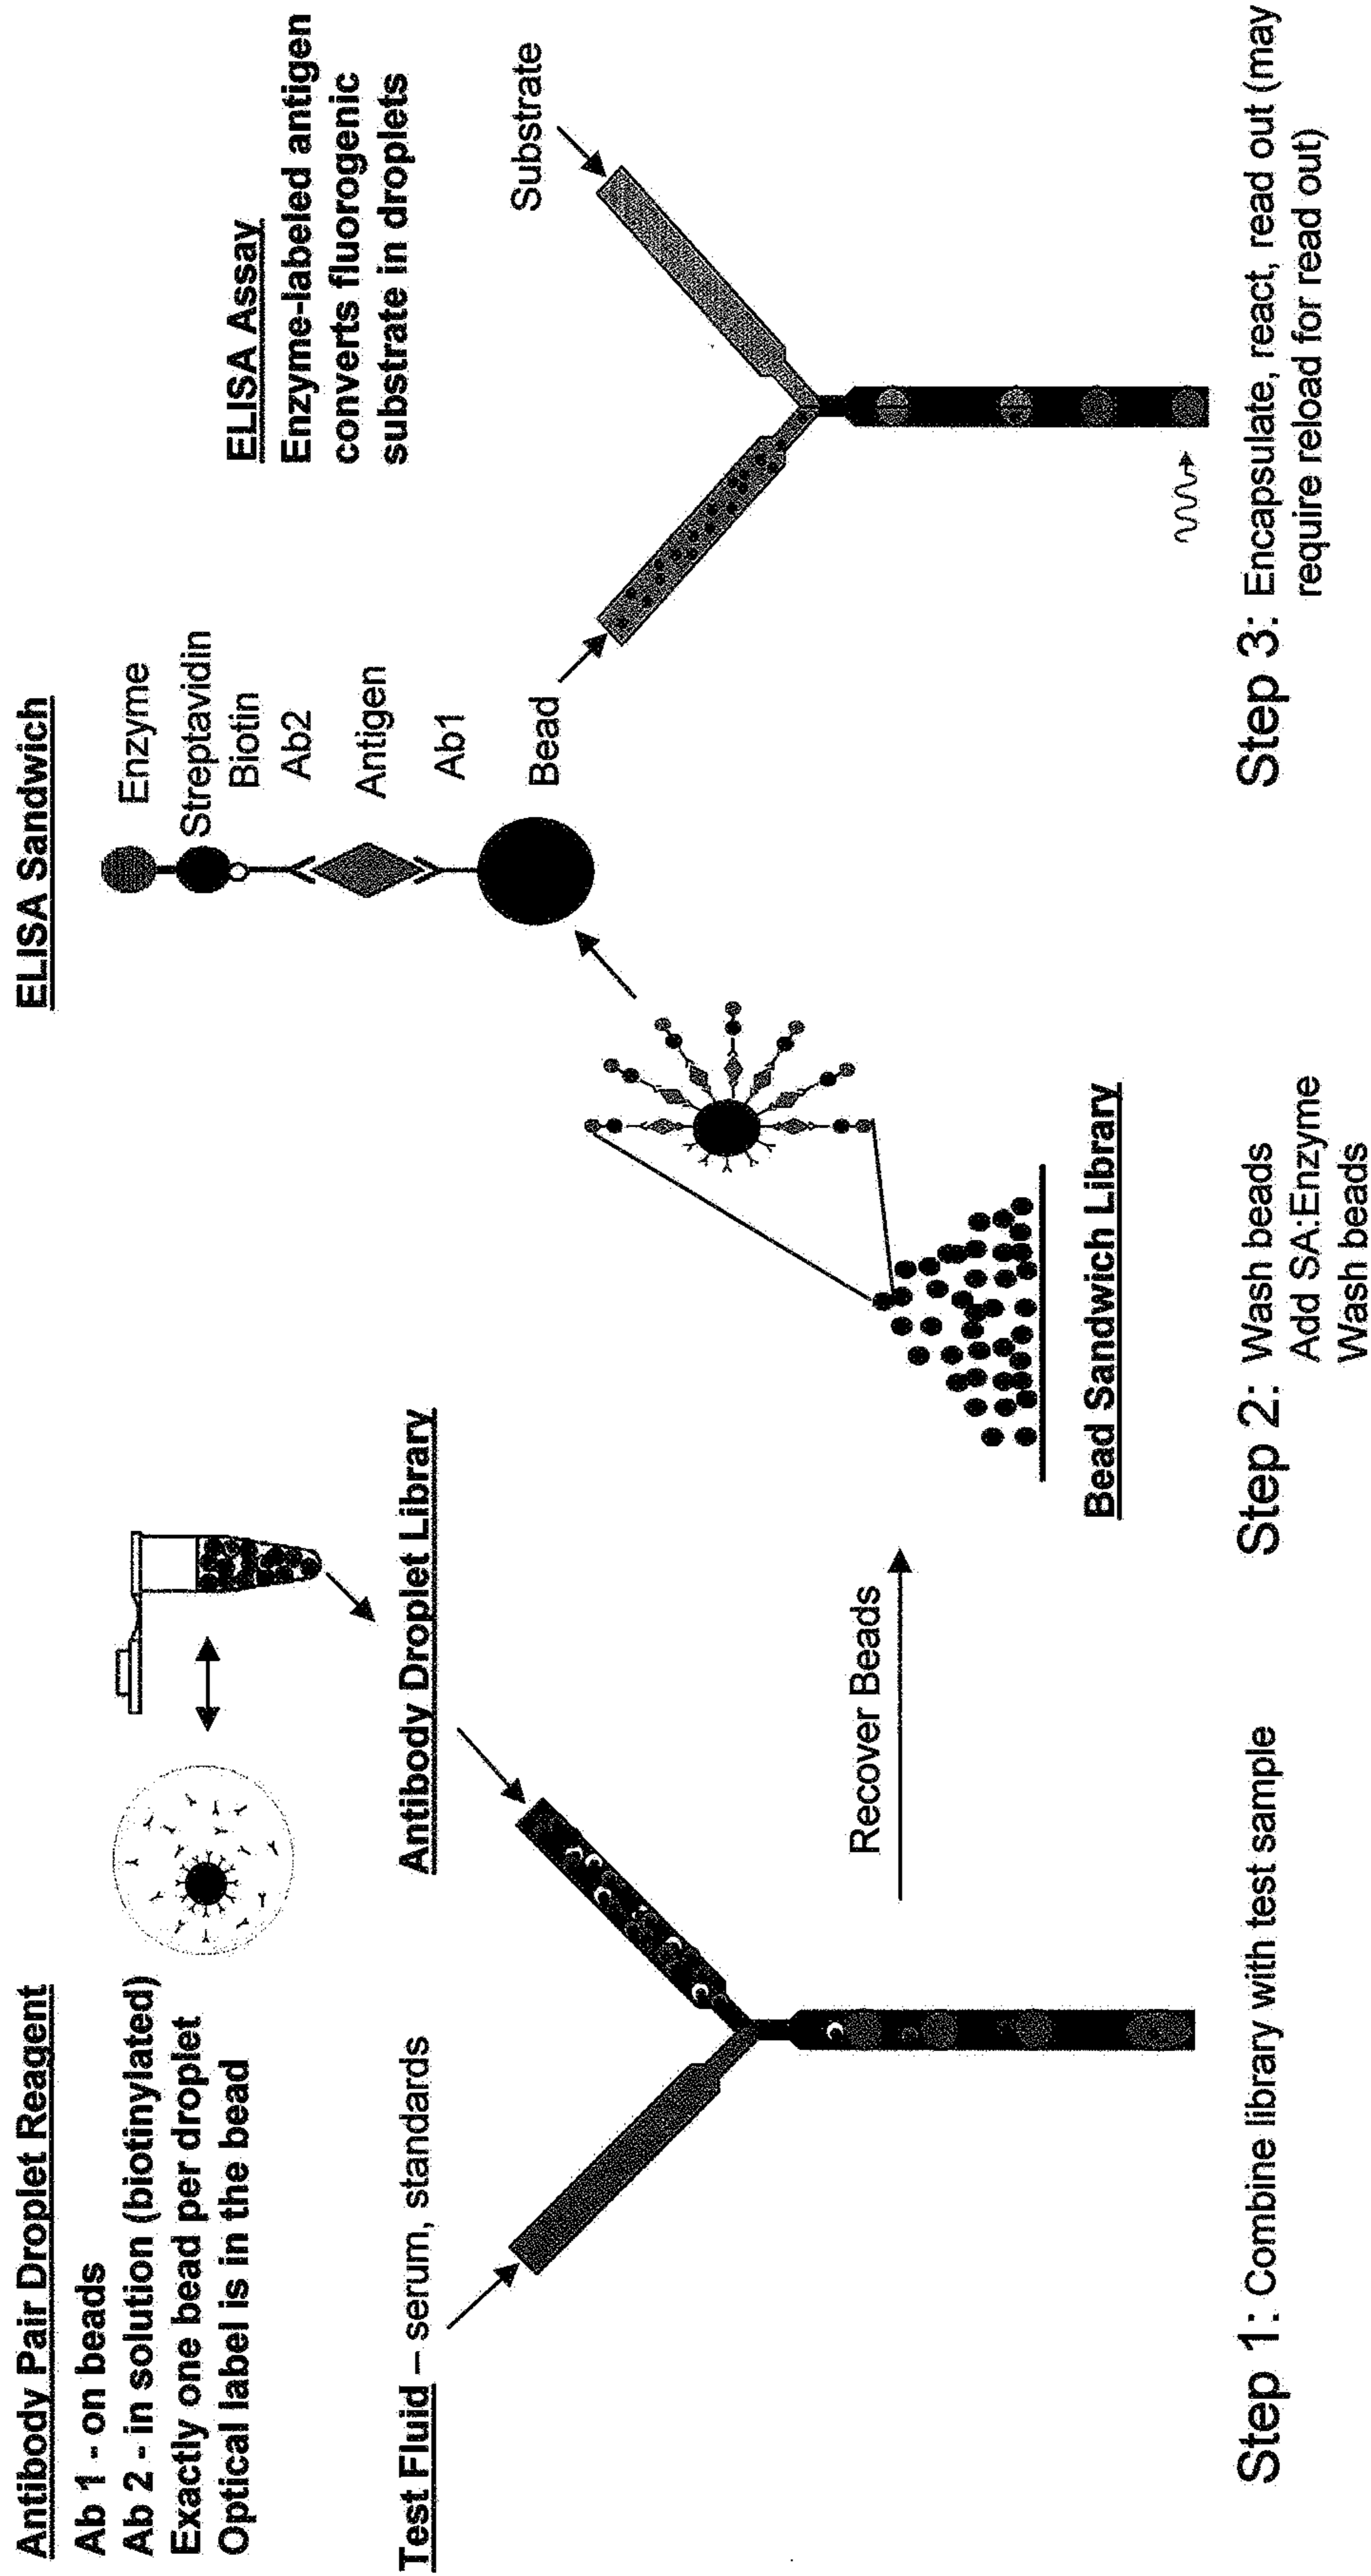 Antibody Pair Droplet Reagent
Ab 1 - on beads
Ab 2 - in solution (biotinylated)
Exactly one bead per droplet
Optical label is in the bead
Test Fluid – serum, standards
Antibody Droplet Library
Step 1: Combine library with test sample
Recover Beads
Bead Sandwich Library
Step 2: Wash beads
Add SA:Enzyme
Wash beads
ELISA Sandwich
Enzyme
Streptavidin
Biotin
Ab2
Antigen
Ab1
Bead
ELISA Assay
Enzyme-labeled antigen
converts fluorogenic
substrate in droplets
Substrate
Step 3: Encapsulate, react, read out (may
require reload for read out)